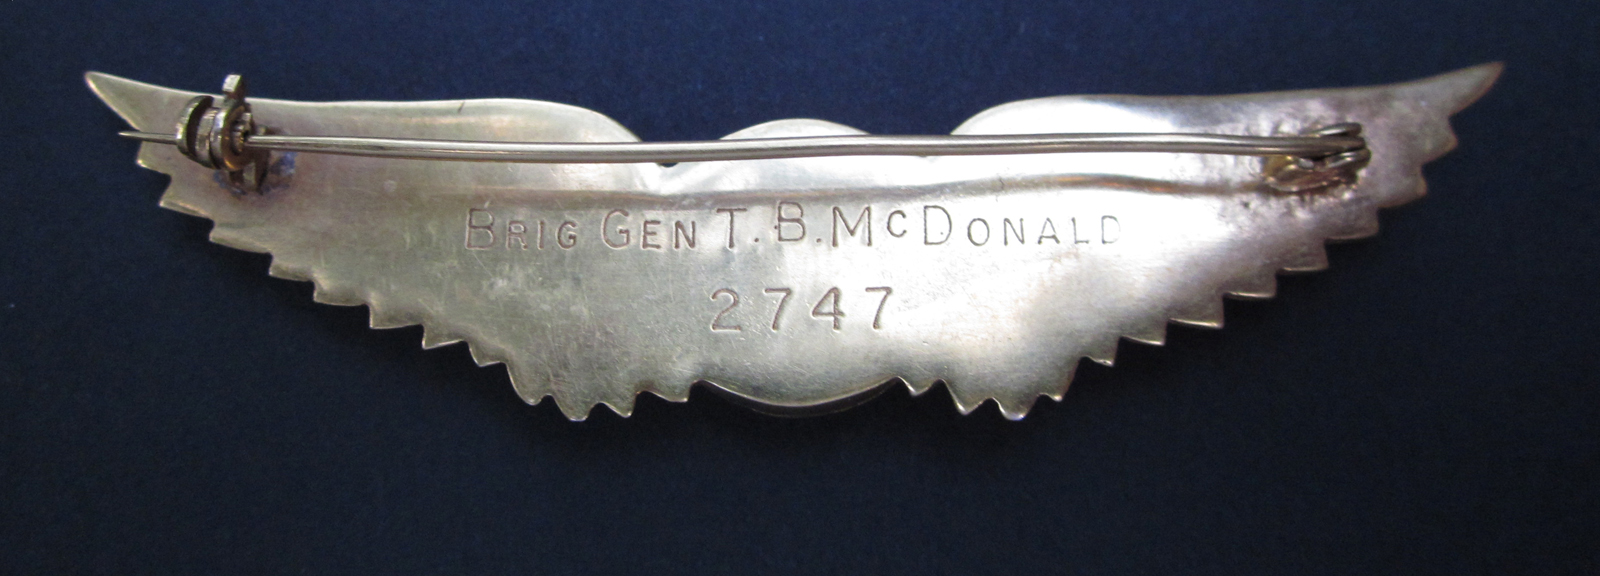 BRIG GEN T. B. McDONALD
2747